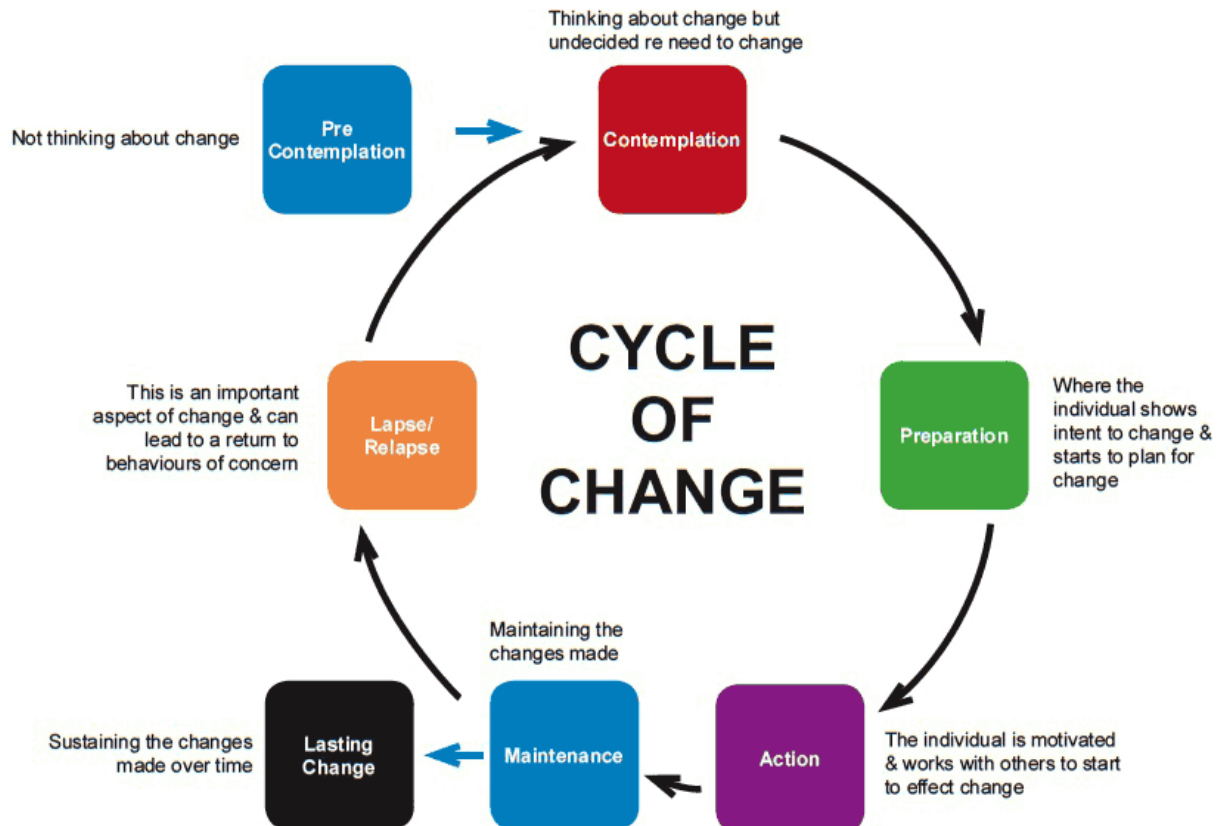 Thinking about change but
undecided re need to change
Not thinking about change
Pre
Contemplation
Contemplation
CYCLE
OF
CHANGE
This is an important
aspect of change & can
lead to a return to
behaviours of concern
Lapse/
Relapse
Preparation
Where the
individual shows
intent to change &
starts to plan for
change
Maintaining the
changes made
Sustaining the changes
made over time
Lasting
Change
Maintenance
Action
The individual is motivated
& works with others to start
to effect change